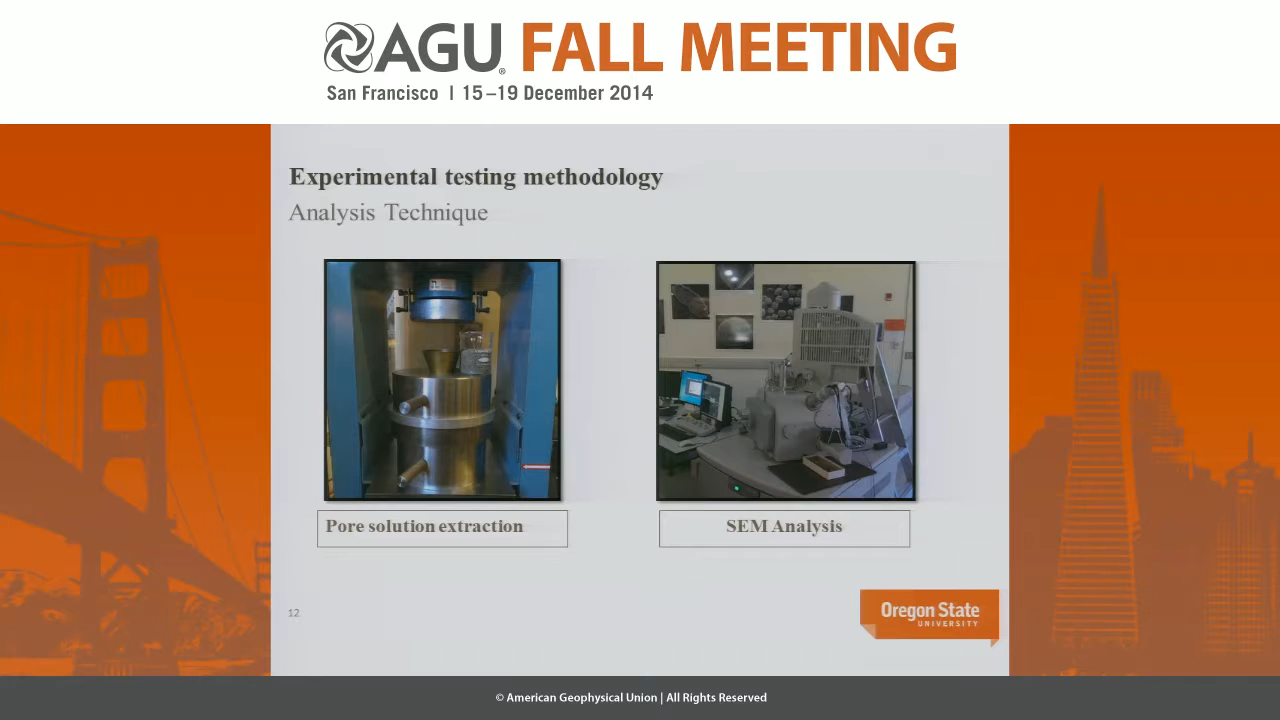 AGU® FALL MEETING
San Francisco | 15–19 December 2014
Experimental testing methodology
Analysis Technique
Pore solution extraction
SEM Analysis
12
Oregon State
UNIVERSITY
© American Geophysical Union | All Rights Reserved